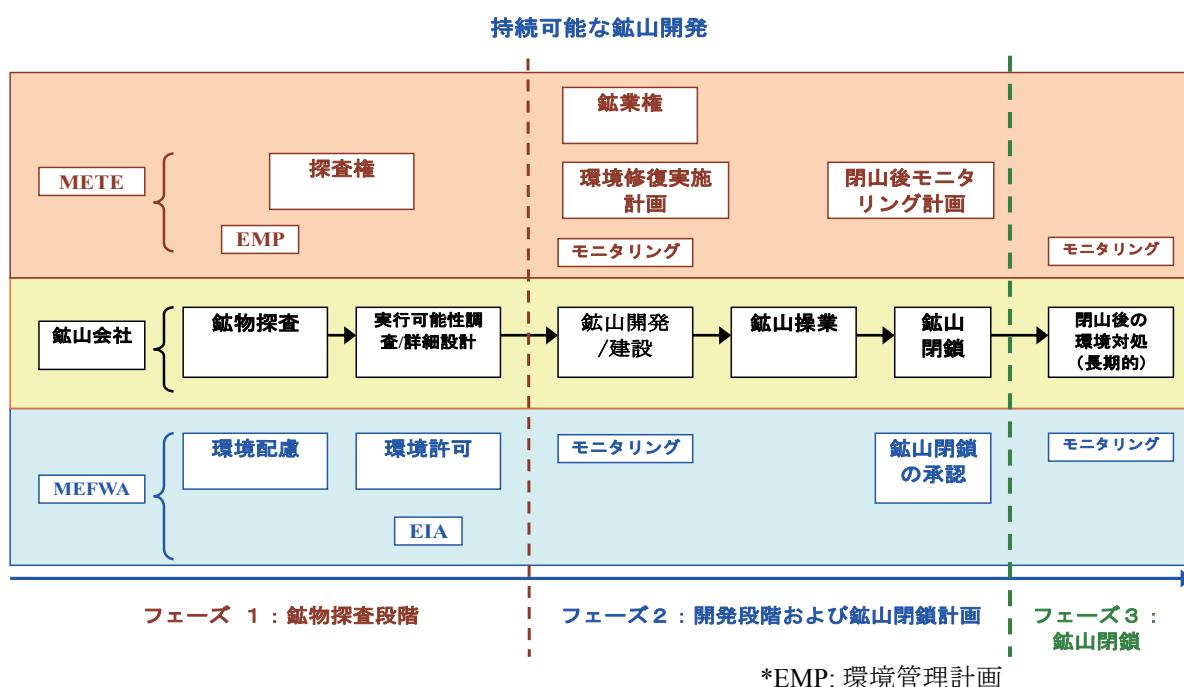 持続可能な鉱山開発
METE
探査権
EMP
鉱業権
環境修復実施
計画
モニタリング
閉山後モニタ
リング計画
モニタリング
鉱山会社
鉱物探査
実行可能性調
査/詳細設計
鉱山開発
/建設
鉱山操業
鉱山
閉鎖
閉山後の
環境対処
(長期的)
MEFWA
環境配慮
環境許可
EIA
モニタリング
鉱山閉鎖
の承認
モニタリング
フェーズ 1：鉱物探査段階
フェーズ２：開発段階および鉱山閉鎖計画
フェーズ３：
鉱山閉鎖
*EMP: 環境管理計画